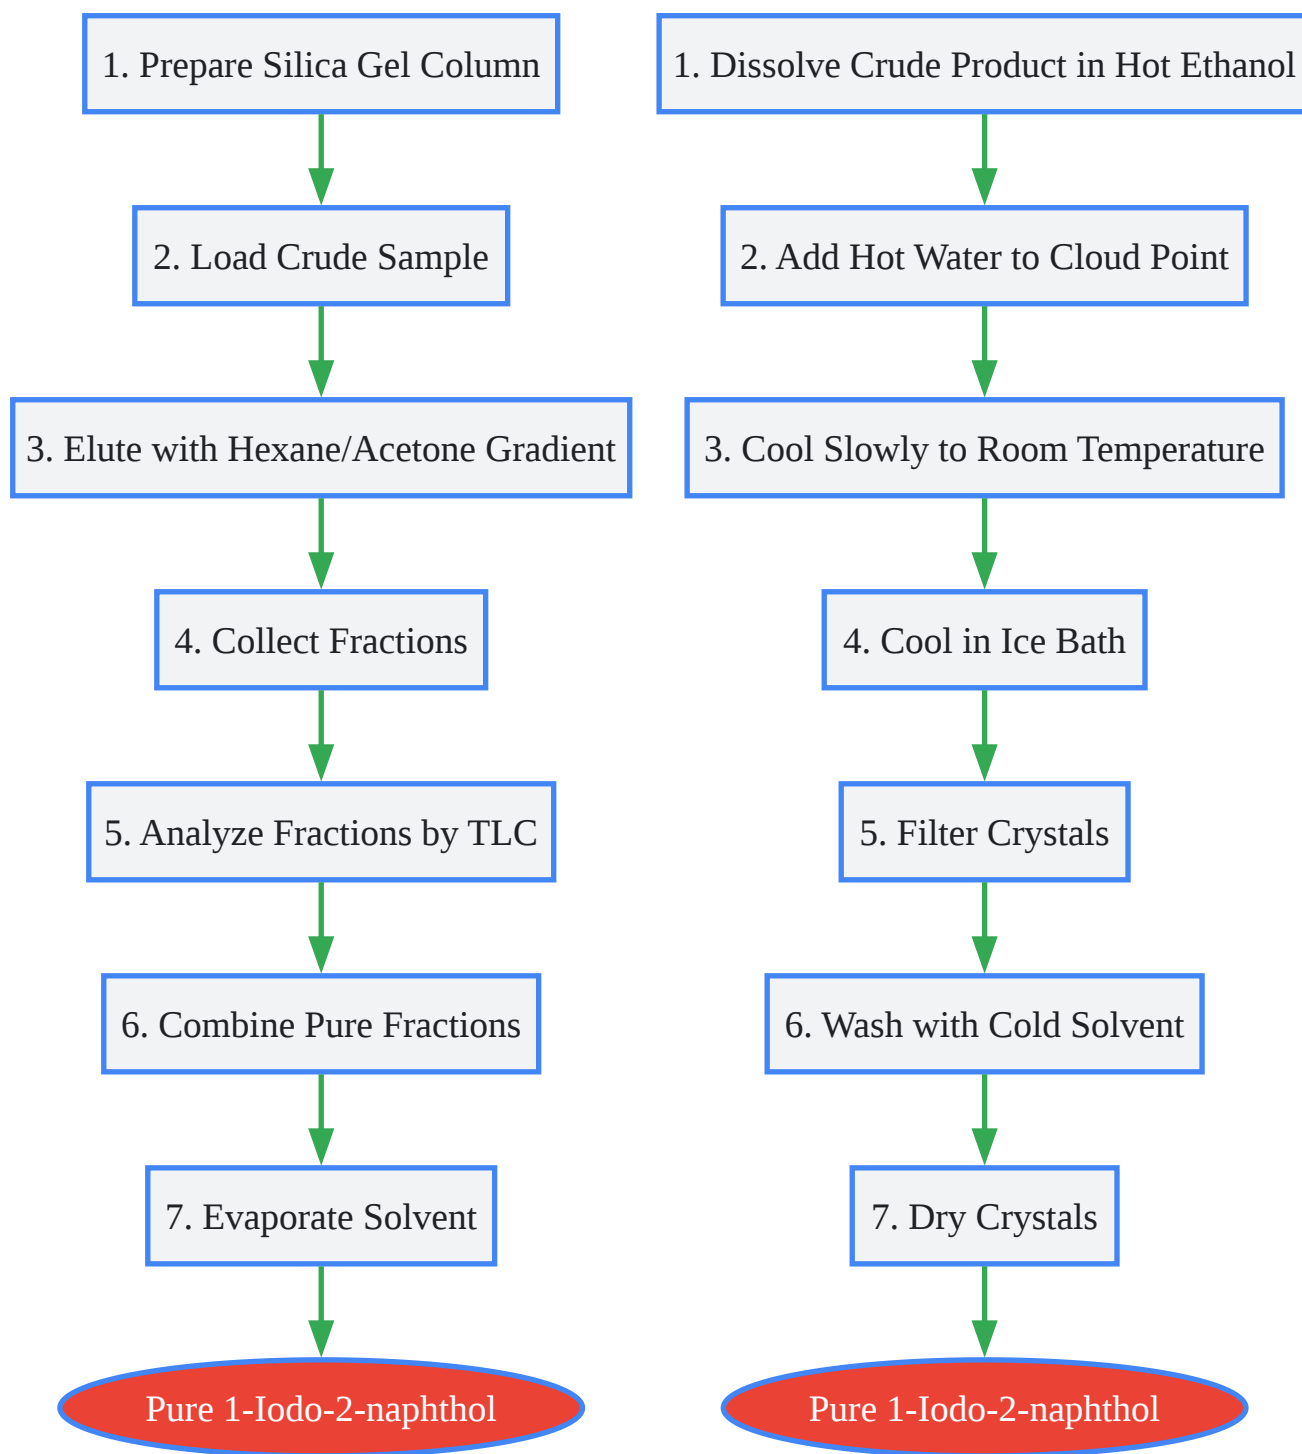 1. Prepare Silica Gel Column
2. Load Crude Sample
3. Elute with Hexane/Acetone Gradient
4. Collect Fractions
5. Analyze Fractions by TLC
6. Combine Pure Fractions
7. Evaporate Solvent
Pure 1-Iodo-2-naphthol
1. Dissolve Crude Product in Hot Ethanol
2. Add Hot Water to Cloud Point
3. Cool Slowly to Room Temperature
4. Cool in Ice Bath
5. Filter Crystals
6. Wash with Cold Solvent
7. Dry Crystals
Pure 1-Iodo-2-naphthol